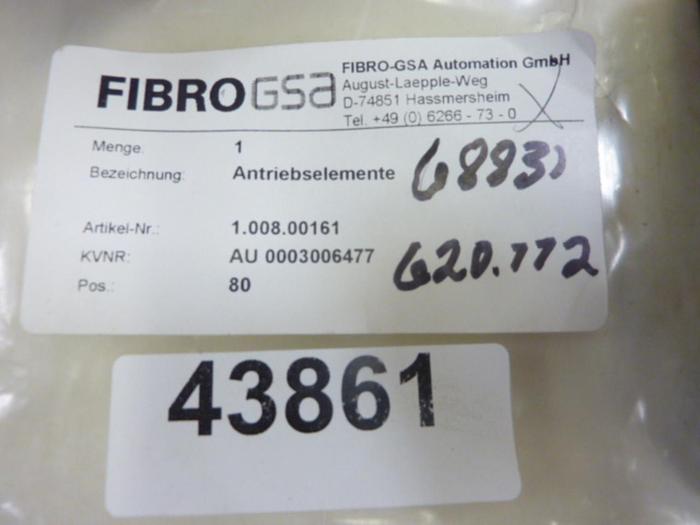 FIBRO GSA
FIBRO-GSA Automation GmbH
August-Laepple-Weg
D-74851 Hassmersheim
Tel. +49 (0) 6266 - 73 - 0
Menge: 1
Bezeichnung: Antriebselemente
Artikel-Nr.: 1.008.00161
KVNR: AU 0003006477
620.772
Pos.: 80
43861